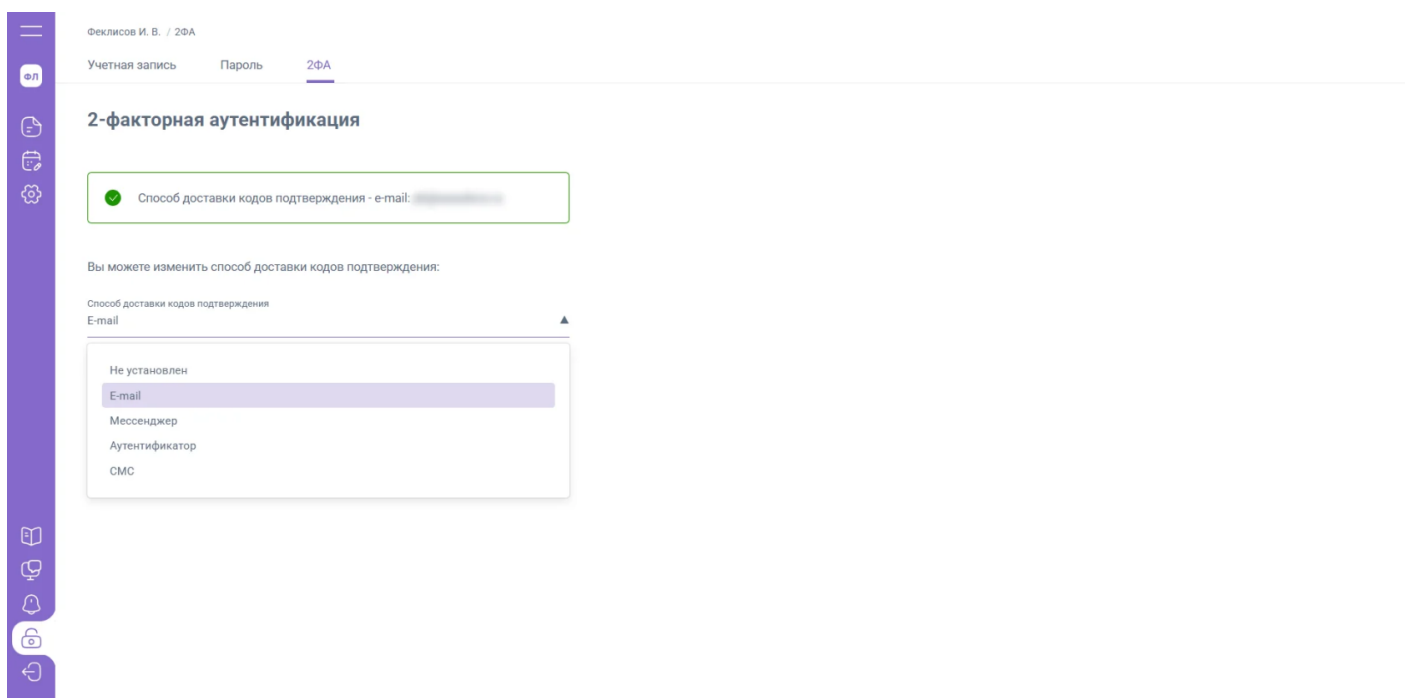 Феклисов И. В. / 2ФА
Учетная запись Пароль 2ФА
ФЛ
2-факторная аутентификация
Способ доставки кодов подтверждения - e-mail:
Вы можете изменить способ доставки кодов подтверждения:
Способ доставки кодов подтверждения
E-mail
Не установлен
E-mail
Мессенджер
Аутентификатор
СМС